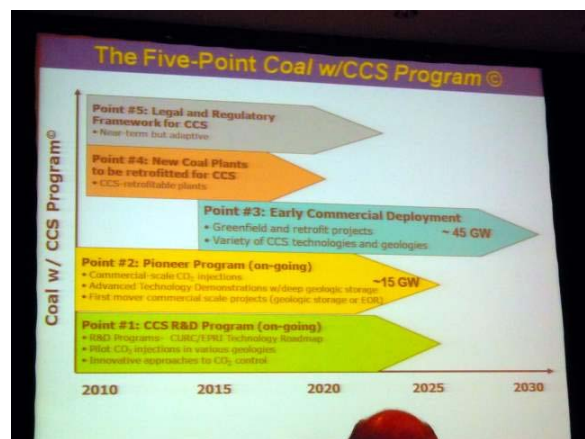 The Five-Point Coal w/CCS Program ©
Coal w/ CCS Program©
Point #5: Legal and Regulatory
Framework for CCS
• Near-term but adaptive
Point #4: New Coal Plants
to be retrofitted for CCS
• CCS-retrofitable plants
Point #3: Early Commercial Deployment
• Greenfield and retrofit projects
~ 45 GW
• Variety of CCS technologies and geologies
Point #2: Pioneer Program (on-going)
• Commercial-scale CO₂ injections
~15 GW
• Advanced Technology Demonstrations w/deep geologic storage
• First mover commercial scale projects (geologic storage or EOR)
Point #1: CCS R&D Program (on-going)
• R&D Programs- CURC/EPRI Technology Roadmap
• Pilot CO₂ injections in various geologies
• Innovative approaches to CO₂ control
2010 2015 2020 2025 2030